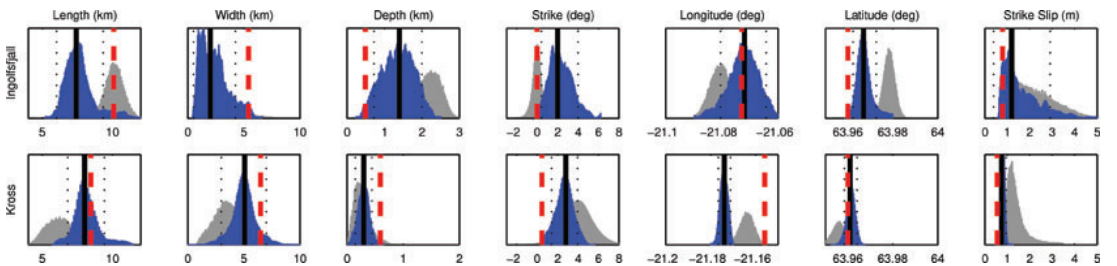 Length (km) Width (km) Depth (km) Strike (deg) Longitude (deg) Latitude (deg) Strike Slip (m)
Ingolfsfjall
5 10 0 5 10 0 1 2 3 −2 0 2 4 6 8 −21.1 −21.08 −21.06 63.96 63.98 64 0 1 2 3 4 5
Kross
5 10 0 5 10 0 1 2 −2 0 2 4 6 8 −21.2 −21.18 −21.16 63.96 63.98 64 0 1 2 3 4 5